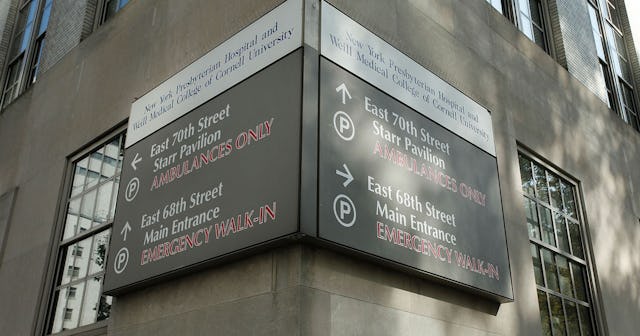 New York Presbyterian Hospital and
Weill Medical College of Cornell University
← East 70th Street
Ⓟ Starr Pavilion
AMBULANCES ONLY
↑ East 68th Street
Main Entrance
Ⓟ EMERGENCY WALK-IN
New York Presbyterian Hospital and
Weill Medical College of Cornell University
↑ East 70th Street
Ⓟ Starr Pavilion
AMBULANCES ONLY
→ East 68th Street
Ⓟ Main Entrance
EMERGENCY WALK-IN